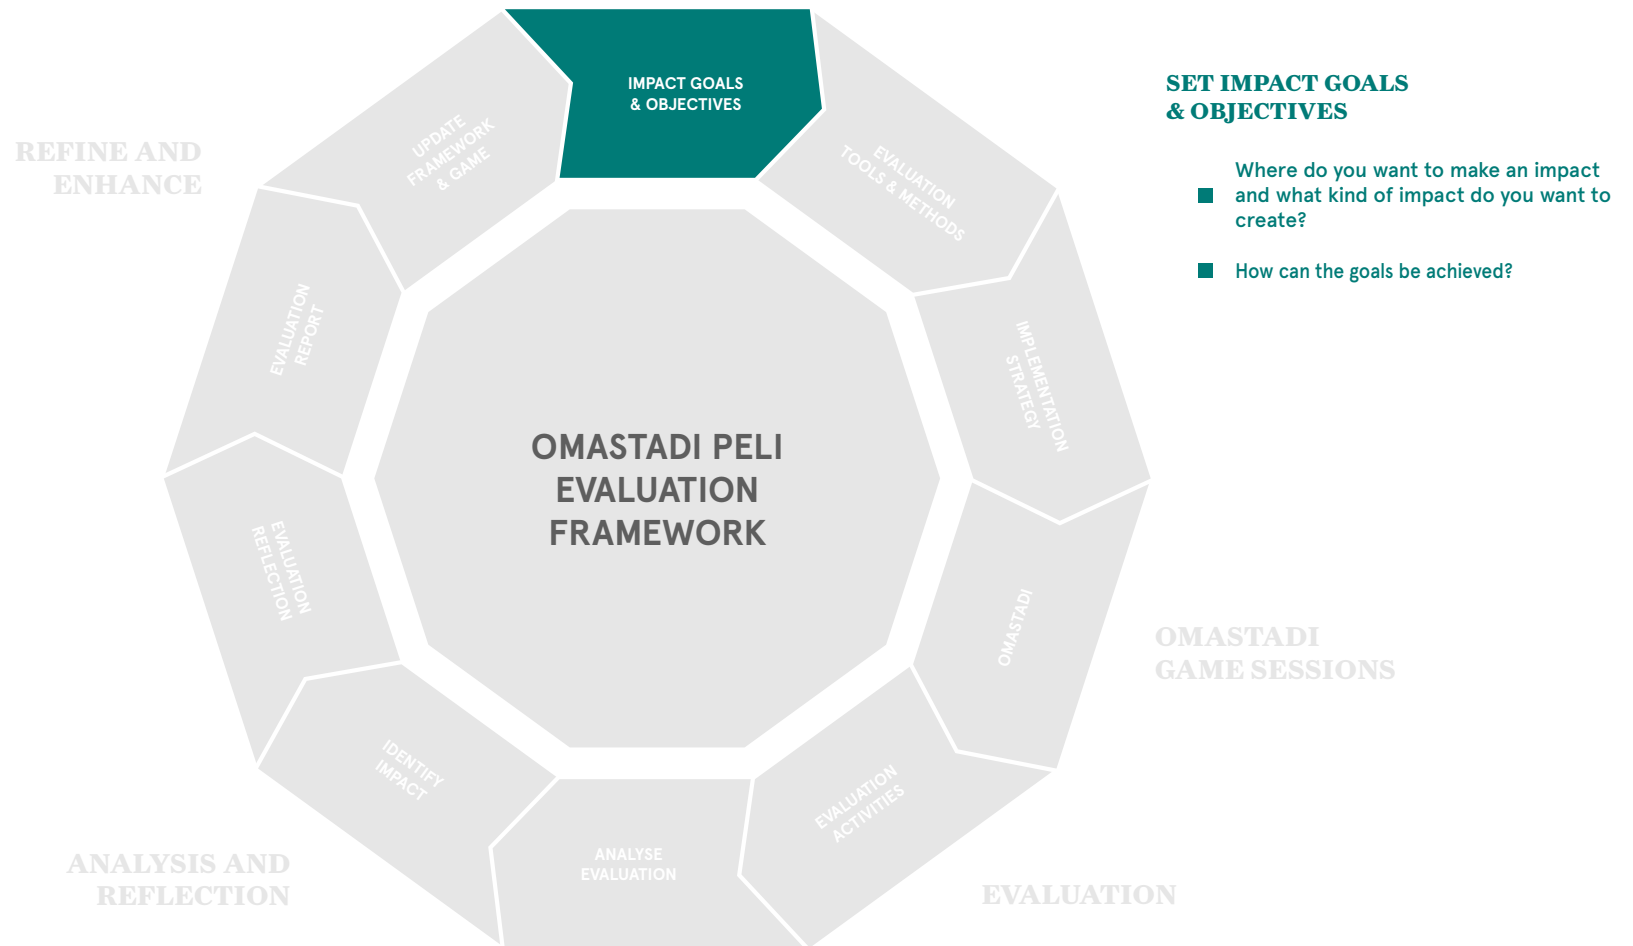 IMPACT GOALS
& OBJECTIVES
SET IMPACT GOALS
& OBJECTIVES
Where do you want to make an impact
and what kind of impact do you want to
create?
How can the goals be achieved?
EVALUATION
TOOLS & METHODS
IMPLEMENTATION
STRATEGY
OMASTADI
OMASTADI
GAME SESSIONS
EVALUATION
ACTIVITIES
EVALUATION
ANALYSE
EVALUATION
IDENTIFY
IMPACT
ANALYSIS AND
REFLECTION
EVALUATION
REFLECTION
EVALUATION
REPORT
UPDATE
FRAMEWORK
& GAME
REFINE AND
ENHANCE
OMASTADI PELI
EVALUATION
FRAMEWORK